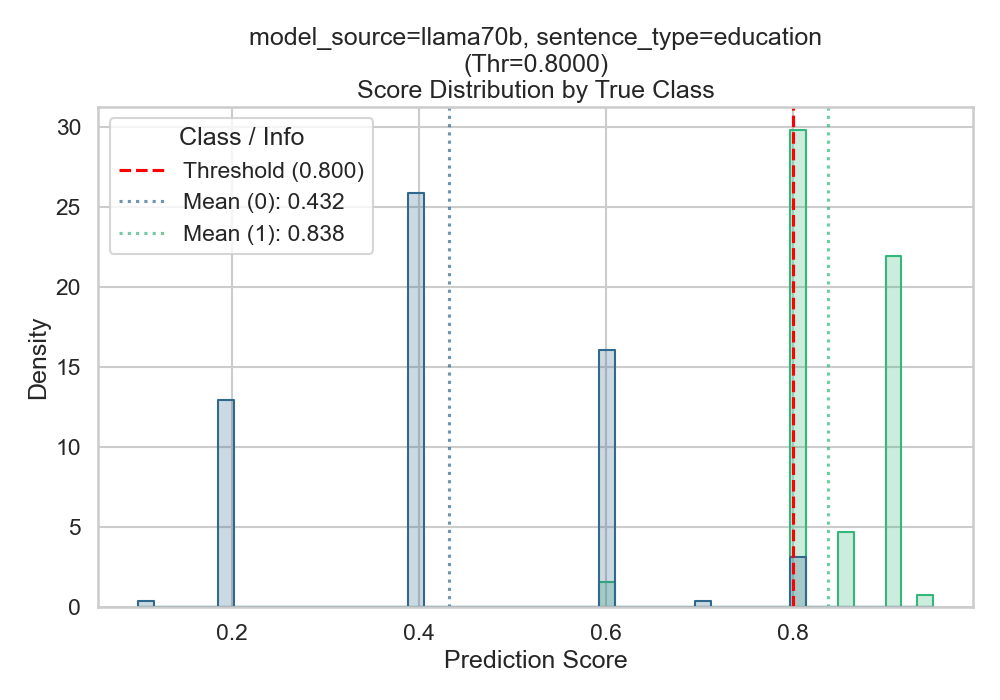 model_source=llama70b, sentence_type=education
(Thr=0.8000)
Score Distribution by True Class
Class / Info
Threshold (0.800)
Mean (0): 0.432
Mean (1): 0.838
30
25
20
15
10
5
0
Density
0.2 0.4 0.6 0.8
Prediction Score